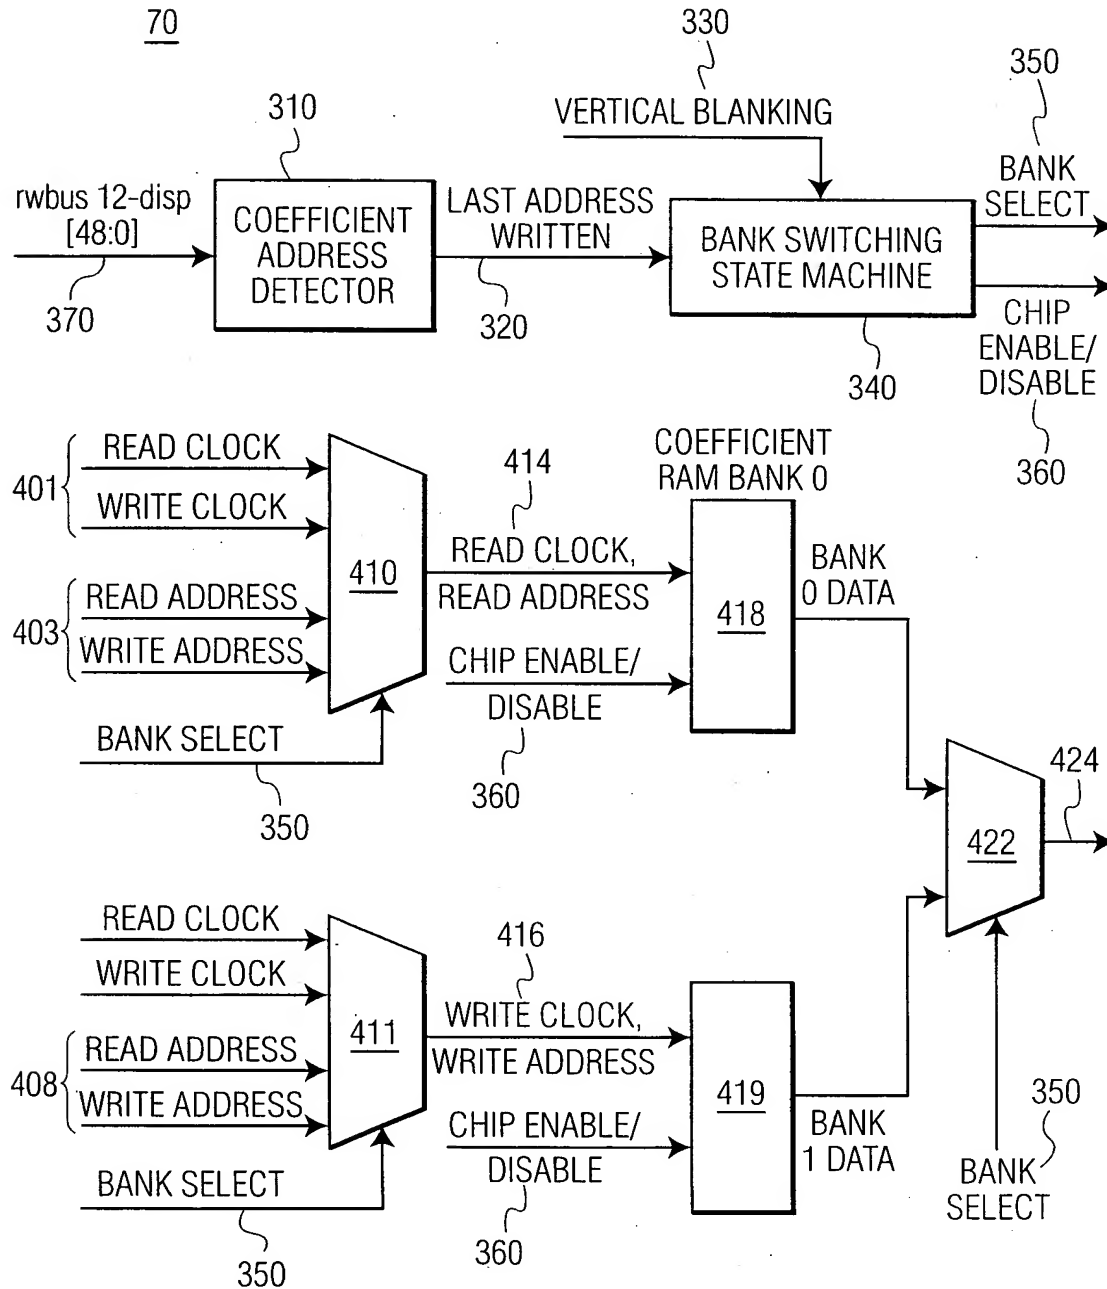 70
330
350
310
VERTICAL BLANKING
BANK
SELECT
rwbus 12-disp
[48:0]
COEFFICIENT
ADDRESS
DETECTOR
LAST ADDRESS
WRITTEN
BANK SWITCHING
STATE MACHINE
370
320
340
CHIP
ENABLE/
DISABLE
360
401
READ CLOCK
WRITE CLOCK
403
READ ADDRESS
WRITE ADDRESS
BANK SELECT
350
410
414
READ CLOCK,
READ ADDRESS
CHIP ENABLE/
DISABLE
360
COEFFICIENT
RAM BANK 0
418
BANK
0 DATA
422
424
READ CLOCK
WRITE CLOCK
408
READ ADDRESS
WRITE ADDRESS
BANK SELECT
350
411
416
WRITE CLOCK,
WRITE ADDRESS
CHIP ENABLE/
DISABLE
360
419
BANK
1 DATA
350
BANK
SELECT